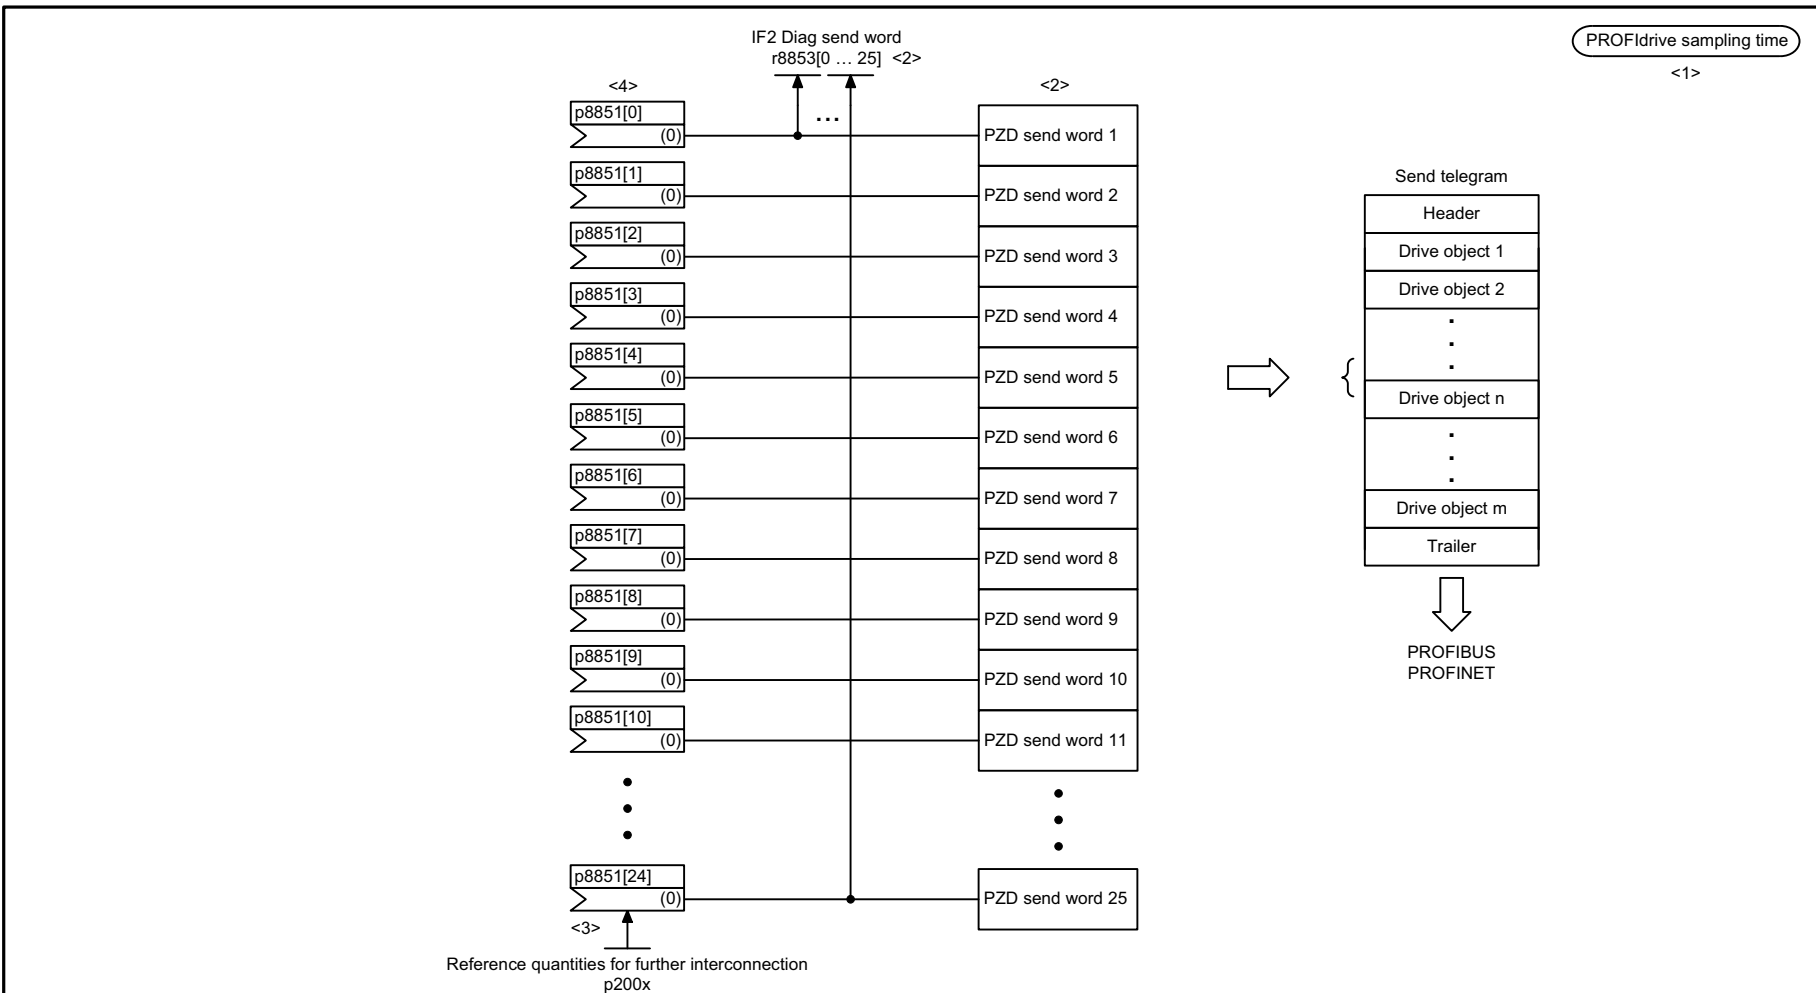 IF2 Diag send word
r8853[0 … 25] <2>
PROFIdrive sampling time
<1>
<4>
<2>
p8851[0]
(0)
...
PZD send word 1
p8851[1]
(0)
PZD send word 2
p8851[2]
(0)
PZD send word 3
p8851[3]
(0)
PZD send word 4
p8851[4]
(0)
PZD send word 5
p8851[5]
(0)
PZD send word 6
p8851[6]
(0)
PZD send word 7
p8851[7]
(0)
PZD send word 8
p8851[8]
(0)
PZD send word 9
p8851[9]
(0)
PZD send word 10
p8851[10]
(0)
PZD send word 11
p8851[24]
(0)
PZD send word 25
<3>
Reference quantities for further interconnection
p200x
Send telegram
Header
Drive object 1
Drive object 2
Drive object n
Drive object m
Trailer
PROFIBUS
PROFINET